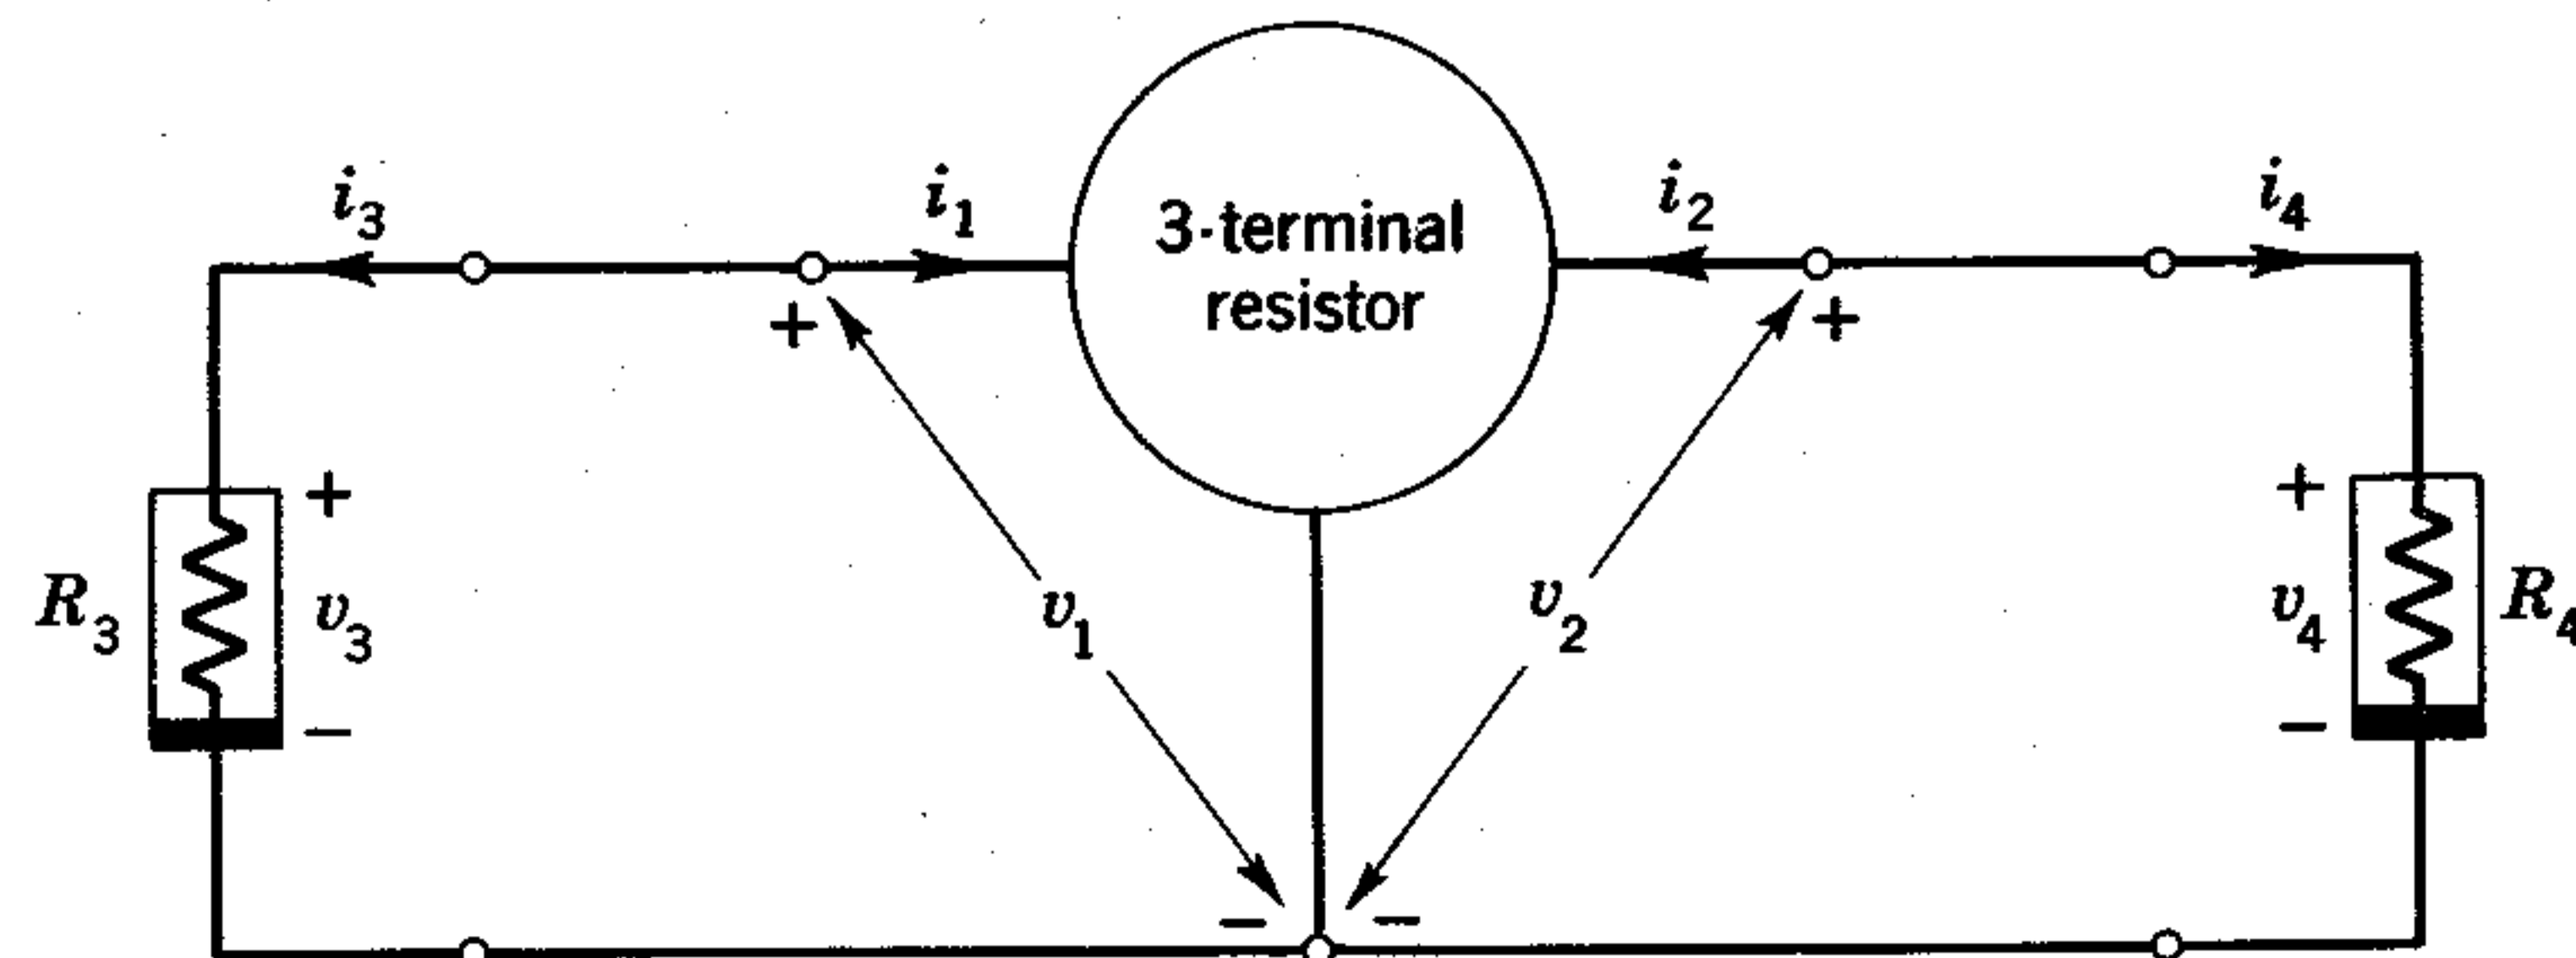 i₃ i₁ i₂ i₄
3-terminal
resistor
+ +
+ +
R₃ v₃ v₁ v₂ v₄ R₄
− −
− −